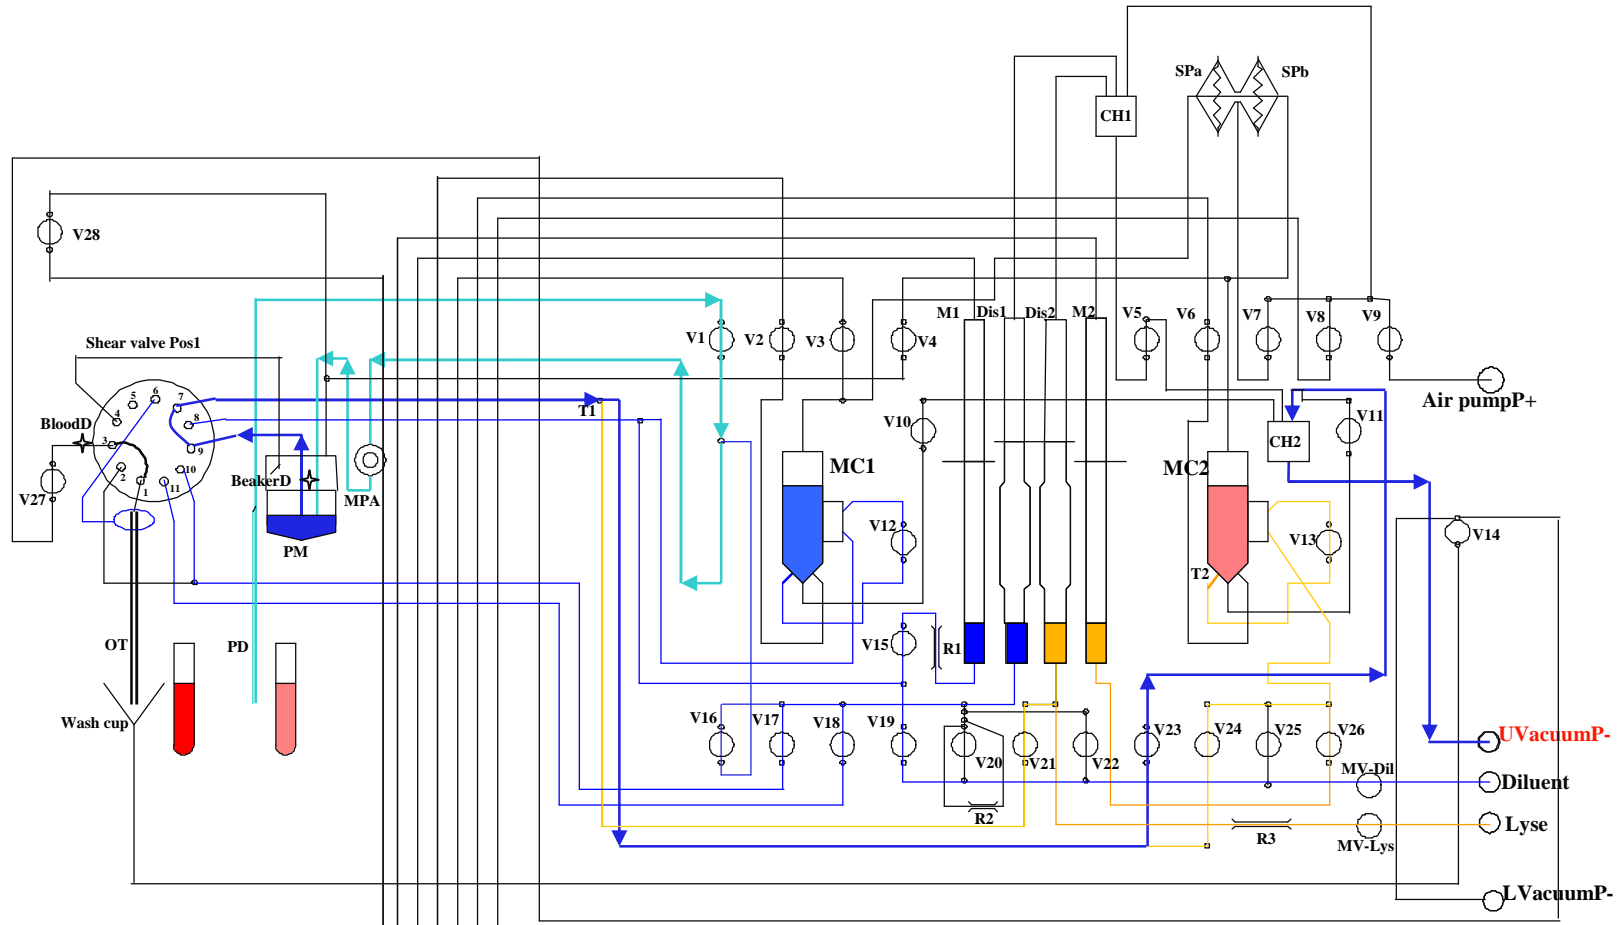 SPa
SPb
CH1
V28
M1
Dis1
Dis2
M2
V5
V6
V7
V8
V9
V1
V2
V3
V4
Shear valve Pos1
Air pumpP+
6
7
5
4
8
T1
BloodD
3
9
V10
V11
CH2
2
10
1
11
BeakerD
MC1
MC2
V27
MPA
PM
V12
V13
V14
T2
OT
PD
V15
R1
Wash cup
V16
V17
V18
V19
V23
V24
V25
V26
UVacuumP-
V20
V21
V22
MV-Dil
Diluent
R2
Lyse
R3
MV-Lys
LVacuumP-